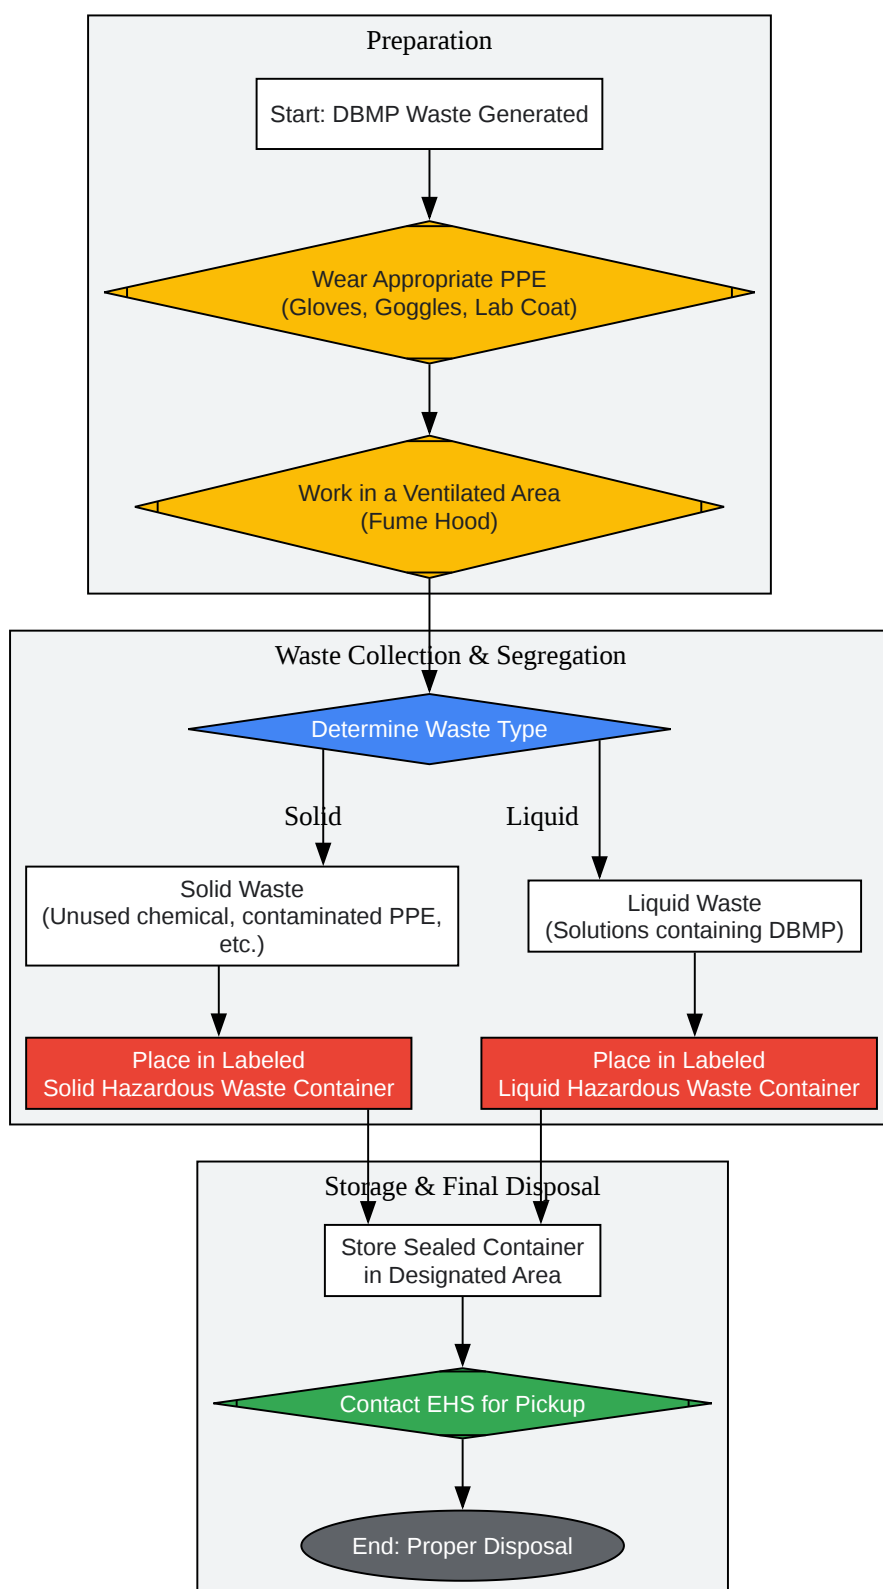 Preparation
Start: DBMP Waste Generated
Wear Appropriate PPE
(Gloves, Goggles, Lab Coat)
Work in a Ventilated Area
(Fume Hood)
Waste Collection & Segregation
Determine Waste Type
Solid
Liquid
Solid Waste
(Unused chemical, contaminated PPE,
etc.)
Liquid Waste
(Solutions containing DBMP)
Place in Labeled
Solid Hazardous Waste Container
Place in Labeled
Liquid Hazardous Waste Container
Storage & Final Disposal
Store Sealed Container
in Designated Area
Contact EHS for Pickup
End: Proper Disposal